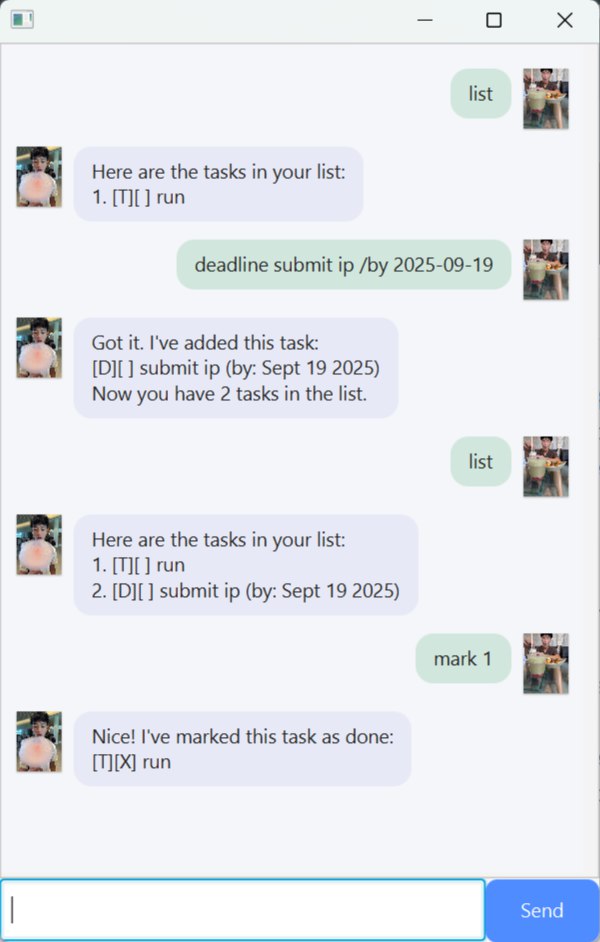 list
Here are the tasks in your list:
1. [T][ ] run
deadline submit ip /by 2025-09-19
Got it. I've added this task:
[D][ ] submit ip (by: Sept 19 2025)
Now you have 2 tasks in the list.
list
Here are the tasks in your list:
1. [T][ ] run
2. [D][ ] submit ip (by: Sept 19 2025)
mark 1
Nice! I've marked this task as done:
[T][X] run
Send